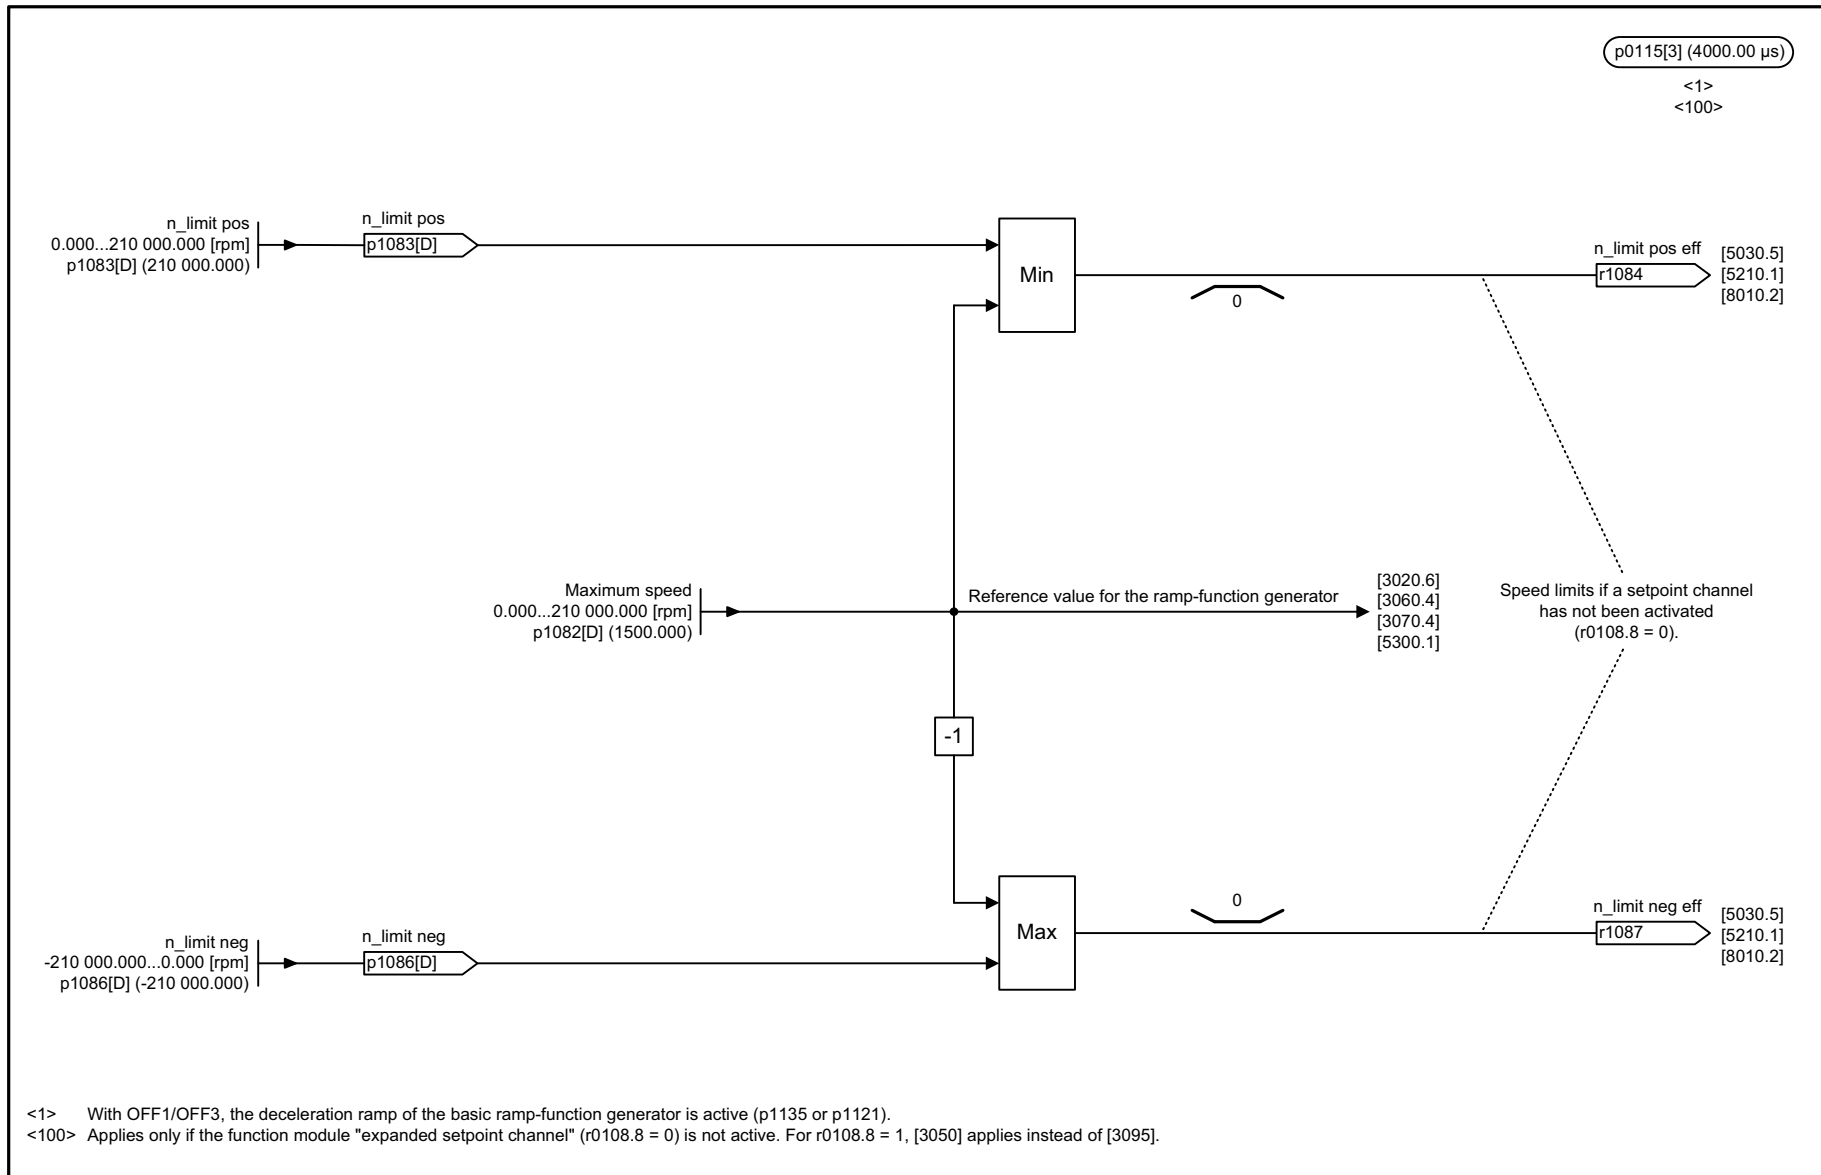 p0115[3] (4000.00 µs)
<1>
<100>
n_limit pos
0.000...210 000.000 [rpm]
p1083[D] (210 000.000)
n_limit pos
p1083[D]
Min
0
n_limit pos eff
r1084
[5030.5]
[5210.1]
[8010.2]
Maximum speed
0.000...210 000.000 [rpm]
p1082[D] (1500.000)
Reference value for the ramp-function generator
[3020.6]
[3060.4]
[3070.4]
[5300.1]
Speed limits if a setpoint channel
has not been activated
(r0108.8 = 0).
-1
n_limit neg
-210 000.000...0.000 [rpm]
p1086[D] (-210 000.000)
n_limit neg
p1086[D]
Max
0
n_limit neg eff
r1087
[5030.5]
[5210.1]
[8010.2]
<1> With OFF1/OFF3, the deceleration ramp of the basic ramp-function generator is active (p1135 or p1121).
<100> Applies only if the function module "expanded setpoint channel" (r0108.8 = 0) is not active. For r0108.8 = 1, [3050] applies instead of [3095].